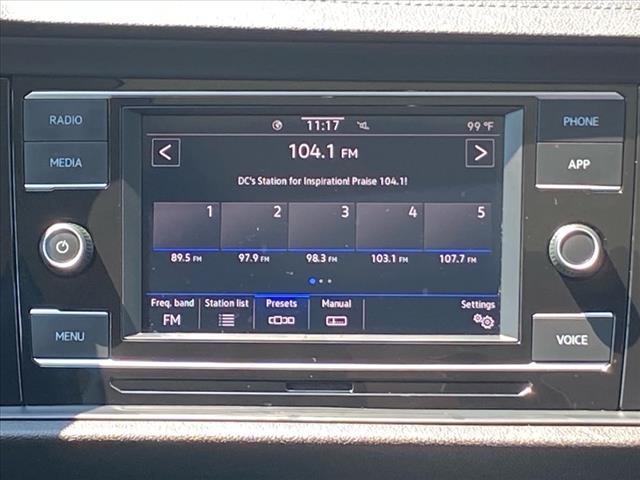 RADIO
MEDIA
MENU
11:17
99 °F
104.1 FM
DC's Station for Inspiration! Praise 104.1!
1 2 3 4 5
89.5 FM 97.9 FM 98.3 FM 103.1 FM 107.7 FM
Freq. band Station list Presets Manual Settings
FM
PHONE
APP
VOICE